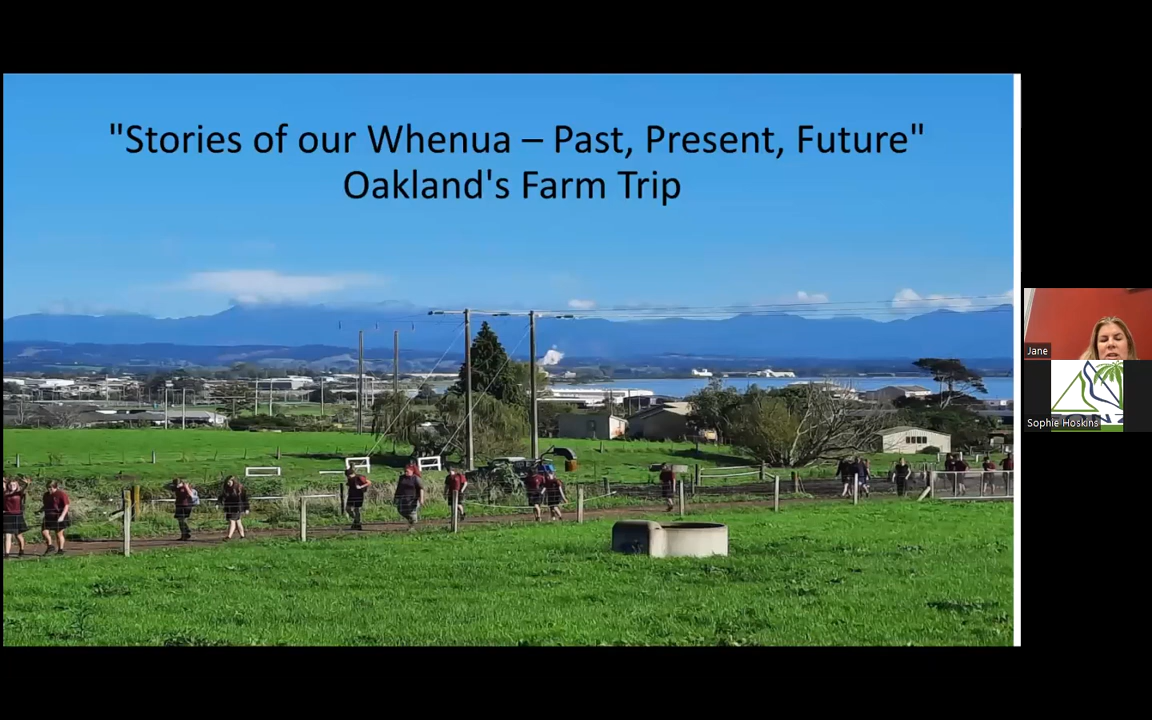 "Stories of our Whenua – Past, Present, Future"
Oakland's Farm Trip
Jane
Sophie Hoskins